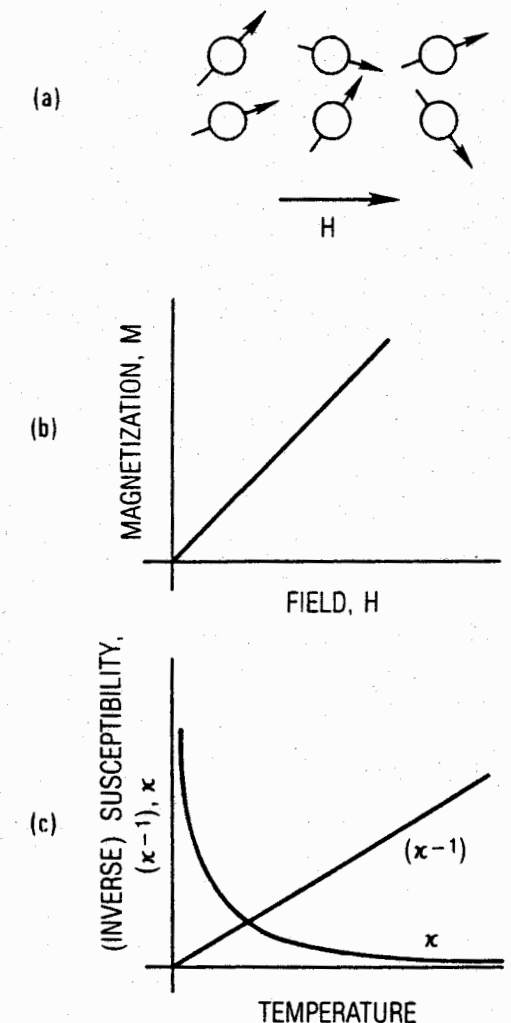 (a)
H
(b)
MAGNETIZATION, M
FIELD, H
(c)
(INVERSE) SUSCEPTIBILITY,
(ϰ−1), ϰ
(ϰ−1)
ϰ
TEMPERATURE